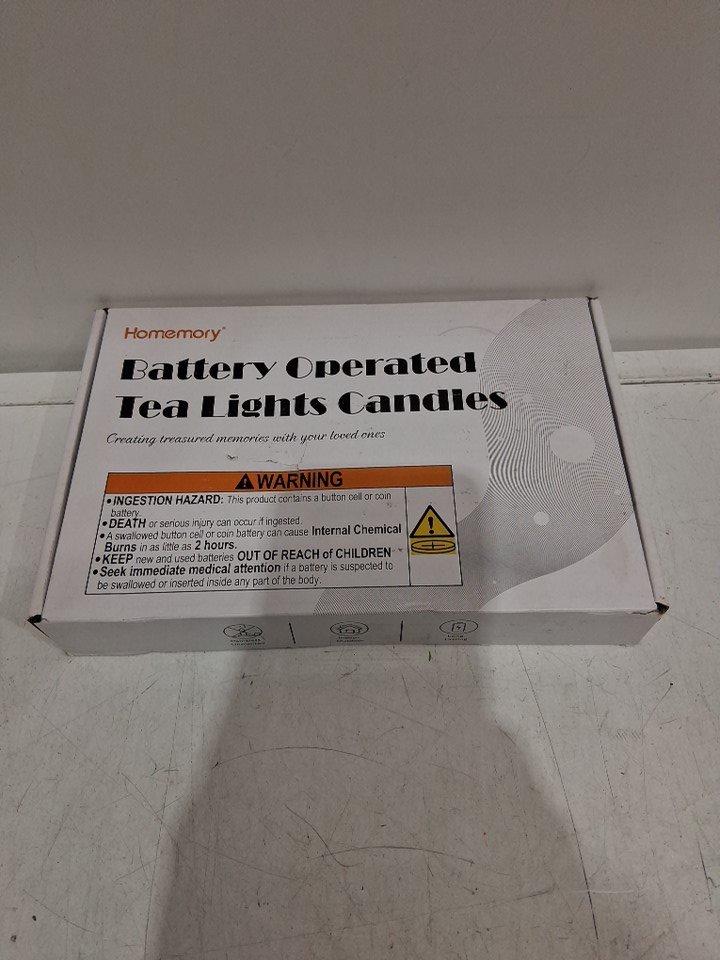 Homemory®
Battery Operated
Tea Lights Candles
Creating treasured memories with your loved ones
WARNING
•INGESTION HAZARD: This product contains a button cell or coin
battery.
•DEATH or serious injury can occur if ingested.
•A swallowed button cell or coin battery can cause Internal Chemical
Burns in as little as 2 hours.
•KEEP new and used batteries OUT OF REACH of CHILDREN
•Seek immediate medical attention if a battery is suspected to
be swallowed or inserted inside any part of the body.